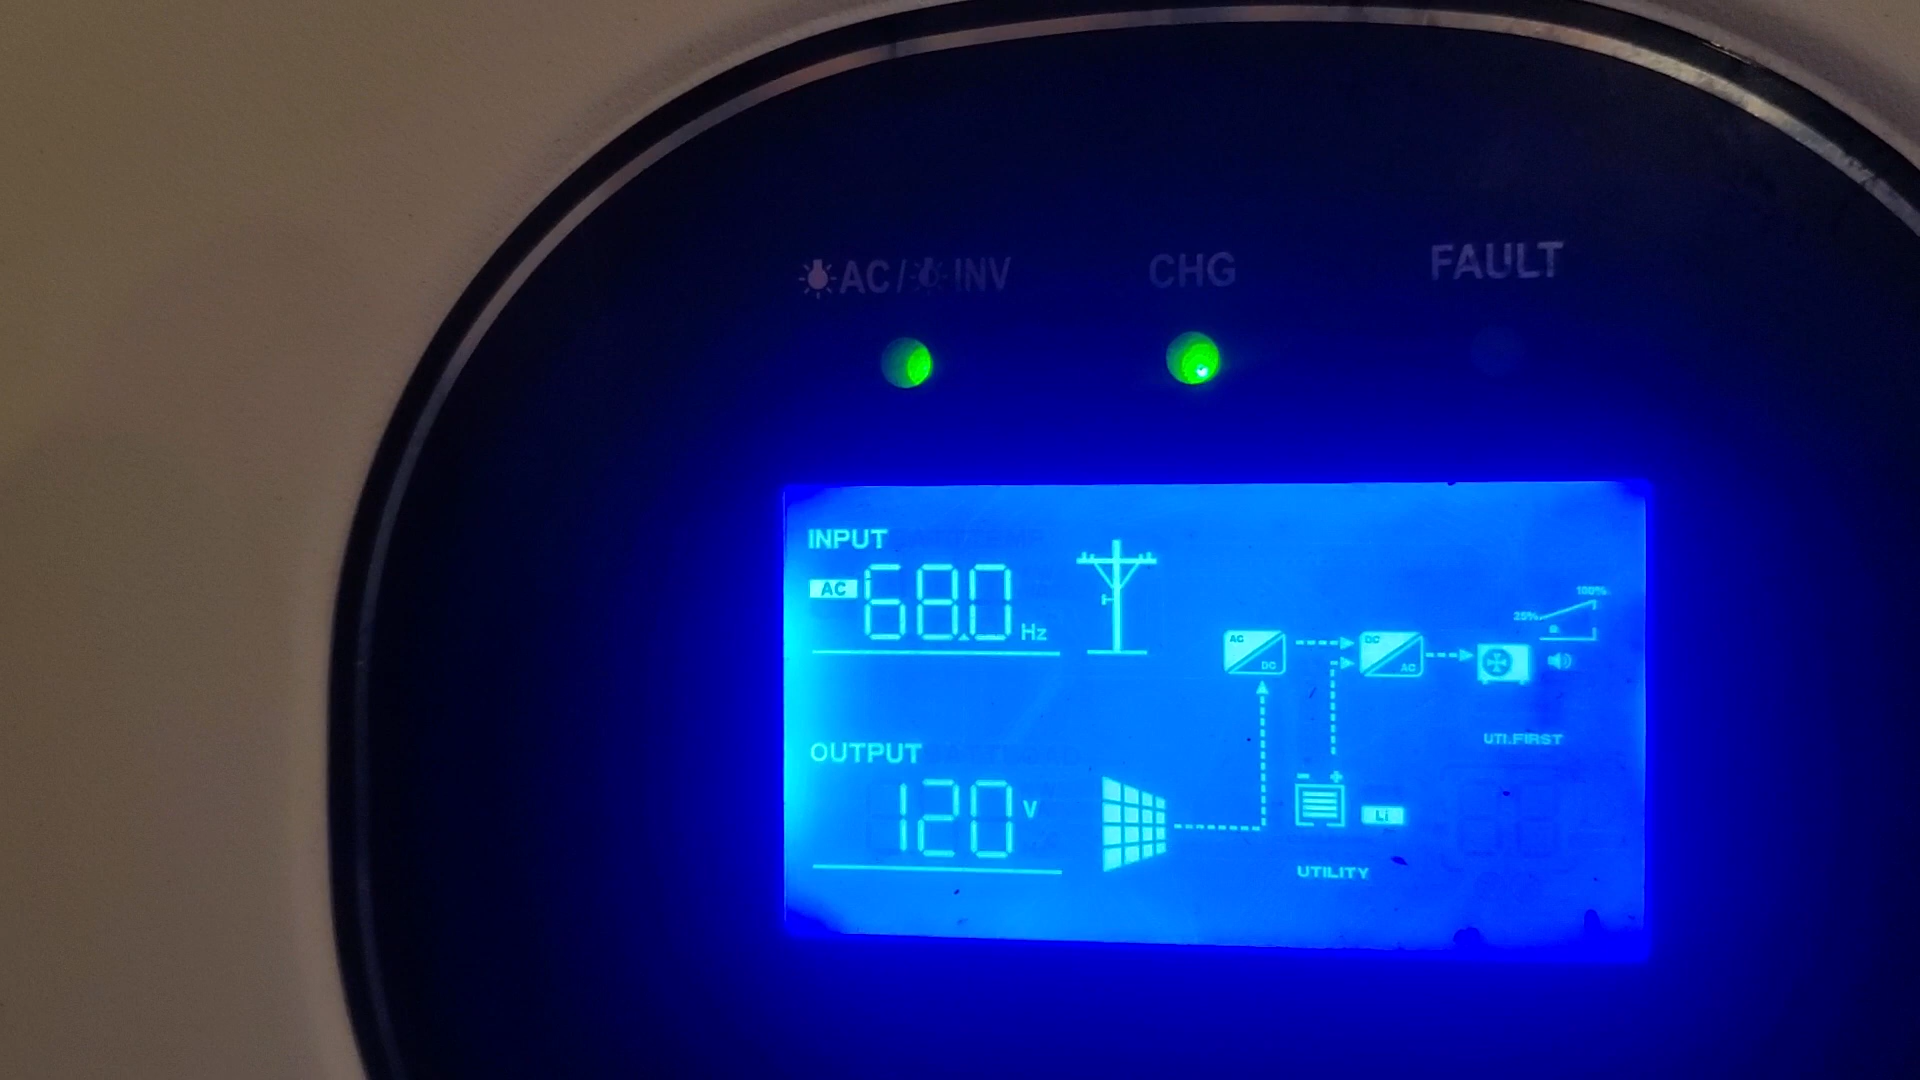 AC/ INV
CHG
FAULT
INPUT
AC 68.0 Hz
100%
25%
AC
DC
DC
AC
UTI.FIRST
OUTPUT
120 V
- +
Li
UTILITY